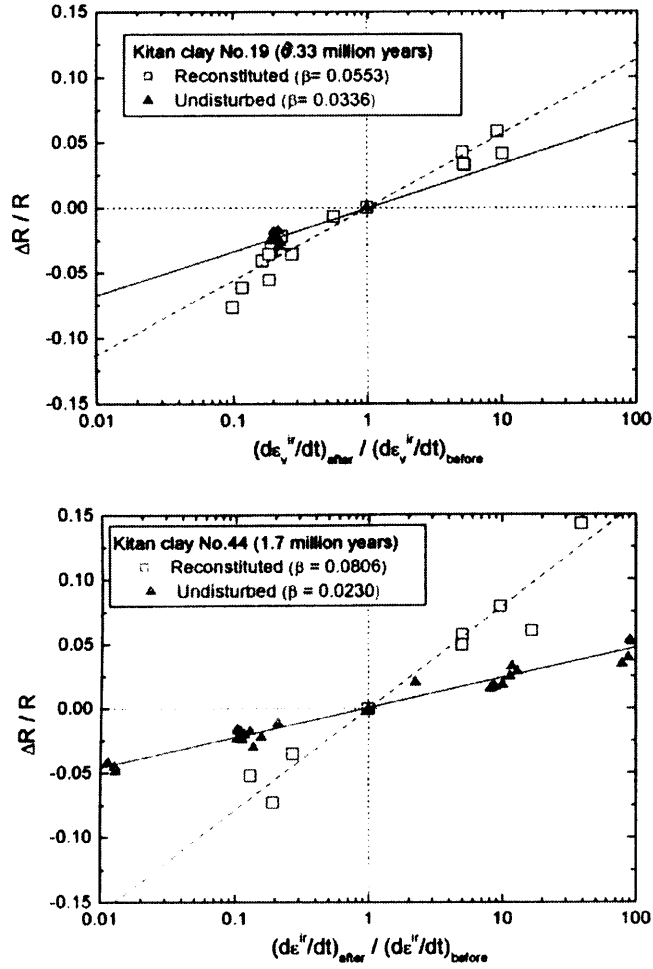 Kitan clay No.19 (0.33 million years)
Reconstituted (β= 0.0553)
Undisturbed (β= 0.0336)
0.15
0.10
0.05
0.00
-0.05
-0.10
-0.15
ΔR / R
0.01
0.1
1
10
100
(dεᵥⁱʳ/dt)after / (dεᵥⁱʳ/dt)before
Kitan clay No.44 (1.7 million years)
Reconstituted (β = 0.0806)
Undisturbed (β = 0.0230)
0.15
0.10
0.05
0.00
-0.05
-0.10
-0.15
ΔR / R
0.01
0.1
1
10
100
(dεⁱʳ/dt)after / (dεⁱʳ/dt)before